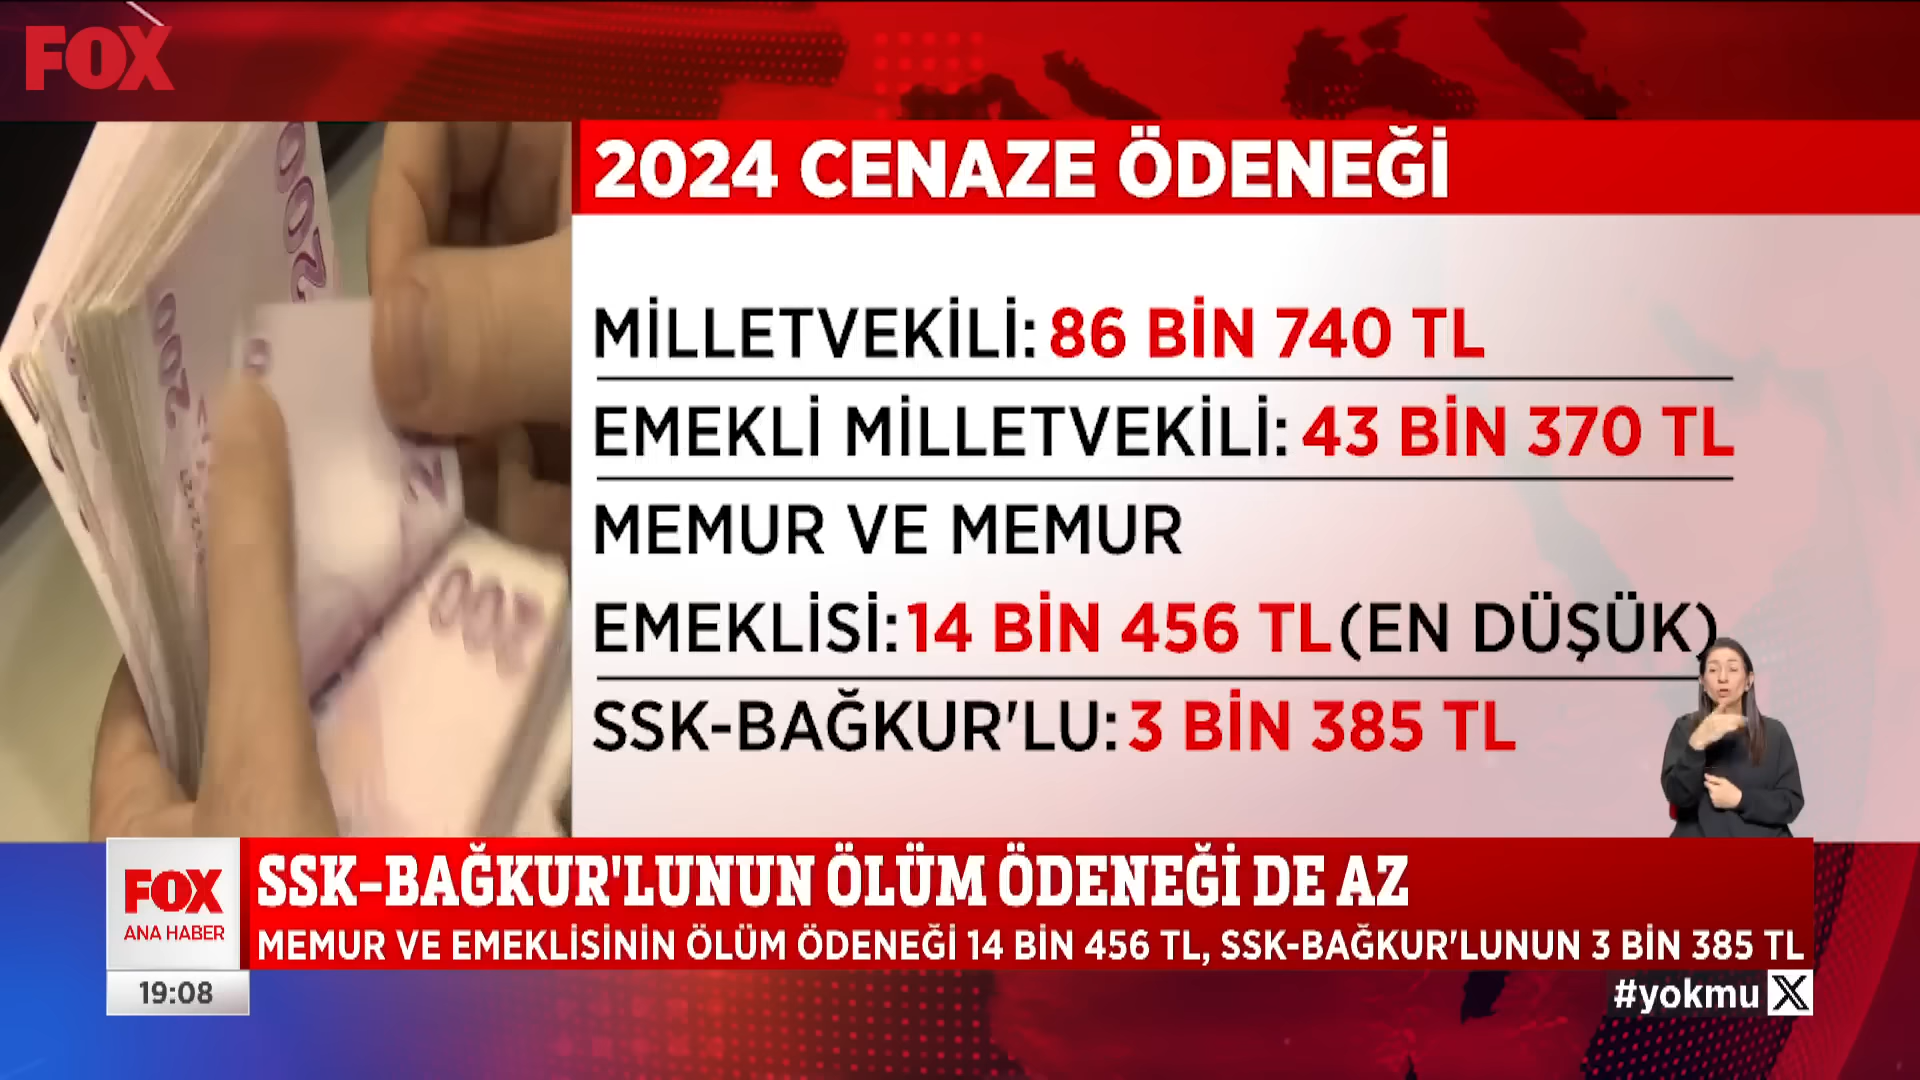 FOX
2024 CENAZE ÖDENEĞİ
MİLLETVEKİLİ: 86 BİN 740 TL
EMEKLİ MİLLETVEKİLİ: 43 BİN 370 TL
MEMUR VE MEMUR
EMEKLİSİ: 14 BİN 456 TL (EN DÜŞÜK)
SSK-BAĞKUR'LU: 3 BİN 385 TL
200
200
200
FOX
ANA HABER
SSK-BAĞKUR'LUNUN ÖLÜM ÖDENEĞİ DE AZ
MEMUR VE EMEKLİSİNİN ÖLÜM ÖDENEĞİ 14 BİN 456 TL, SSK-BAĞKUR'LUNUN 3 BİN 385 TL
19:08
#yokmu X